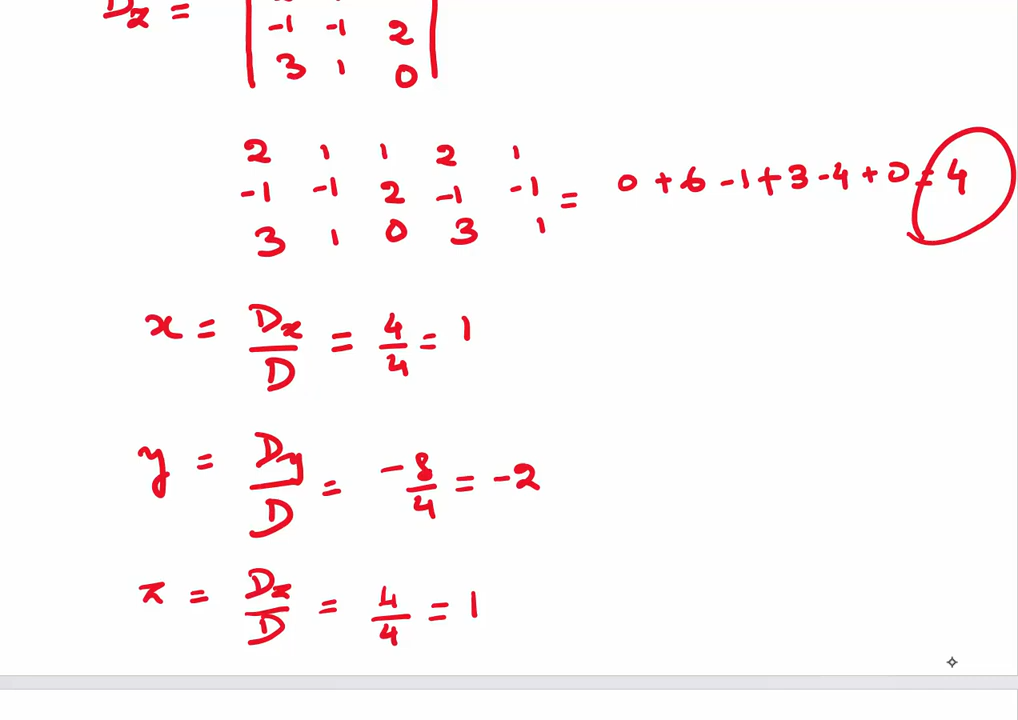 Dz =
-1 -1 2
3 1 0
2 1 1 2 1
-1 -1 2 -1 -1 = 0 + 6 - 1 + 3 - 4 + 0 = 4
3 1 0 3 1
x = Dx/D = 4/4 = 1
y = Dy/D = -8/4 = -2
z = Dz/D = 4/4 = 1